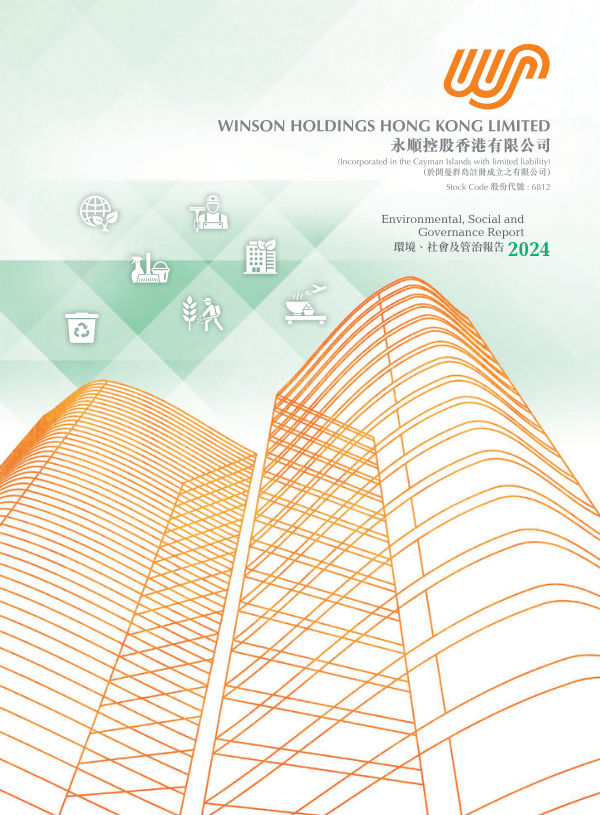 WS
WINSON HOLDINGS HONG KONG LIMITED
永順控股香港有限公司
(Incorporated in the Cayman Islands with limited liability)
(於開曼群島註冊成立之有限公司)
Stock Code 股份代號 : 6812
Environmental, Social and
Governance Report
環境、社會及管治報告 2024